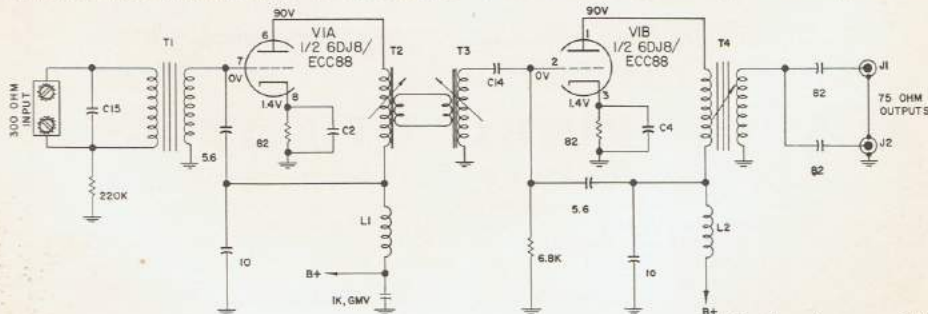 300 OHM
INPUT
C15
220K
T1
5.6
10
90V
6
V1A
1/2 6DJ8/
ECC88
7
0V
8
1.4V
82
C2
T2
L1
B+
1K, GMV
T3
C14
90V
1
V1B
1/2 6DJ8/
ECC88
2
0V
3
1.4V
82
C4
5.6
6.8K
10
T4
L2
B+
82
82
J1
75 OHM
OUTPUTS
J2